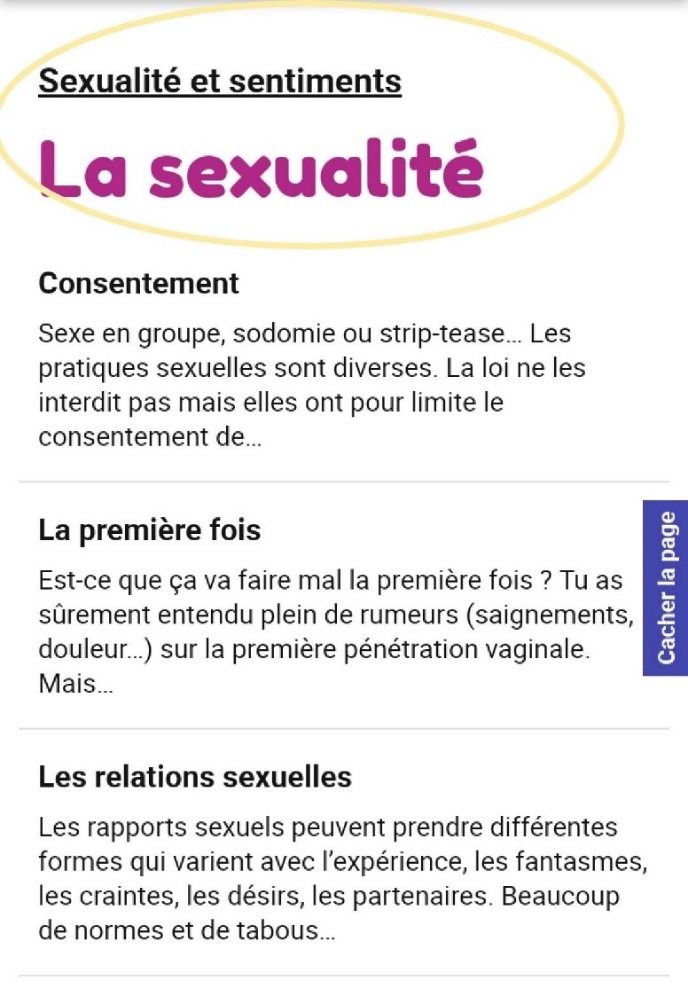 Sexualité et sentiments
La sexualité
Consentement
Sexe en groupe, sodomie ou strip-tease... Les
pratiques sexuelles sont diverses. La loi ne les
interdit pas mais elles ont pour limite le
consentement de...
La première fois
Est-ce que ça va faire mal la première fois ? Tu as
sûrement entendu plein de rumeurs (saignements,
douleur...) sur la première pénétration vaginale.
Mais...
Cacher la page
Les relations sexuelles
Les rapports sexuels peuvent prendre différentes
formes qui varient avec l'expérience, les fantasmes,
les craintes, les désirs, les partenaires. Beaucoup
de normes et de tabous...